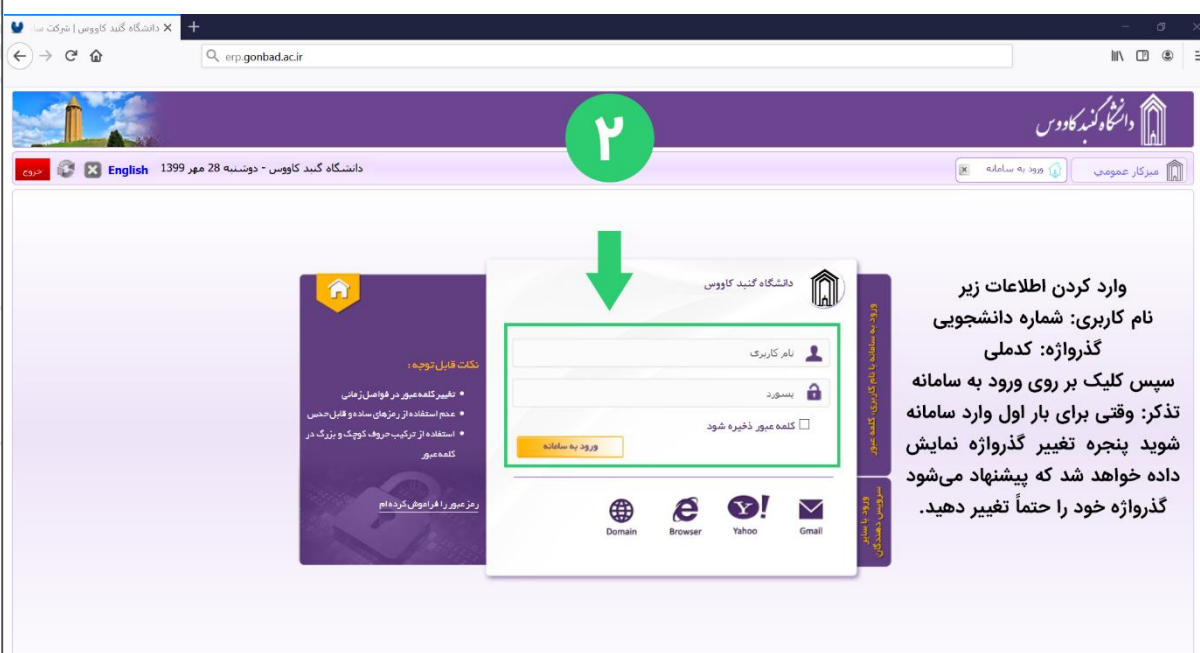 دانشگاه گنبد کاووس | شرکت سا
erp.gonbad.ac.ir
دانشگاه گنبد کاووس
۲
میزکار عمومی
ورود به سامانه
دانشگاه گنبد کاووس - دوشنبه 28 مهر 1399
English
خروج
وارد کردن اطلاعات زیر
نام کاربری: شماره دانشجویی
گذرواژه: کدملی
سپس کلیک بر روی ورود به سامانه
تذکر: وقتی برای بار اول وارد سامانه
شوید پنجره تغییر گذرواژه نمایش
داده خواهد شد که پیشنهاد می‌شود
گذرواژه خود را حتماً تغییر دهید.
ورود به سامانه با نام کاربری، کلمه عبور
ورود با سایر
سرویس دهندگان
دانشگاه گنبد کاووس
نام کاربری
پسورد
کلمه عبور ذخیره شود
ورود به سامانه
Domain
Browser
Yahoo
Gmail
نکات قابل توجه :
• تغییر کلمه عبور در فواصل زمانی
• عدم استفاده از رمزهای ساده و قابل حدس
• استفاده از ترکیب حروف کوچک و بزرگ در
کلمه عبور
رمز عبور را فراموش کرده ام